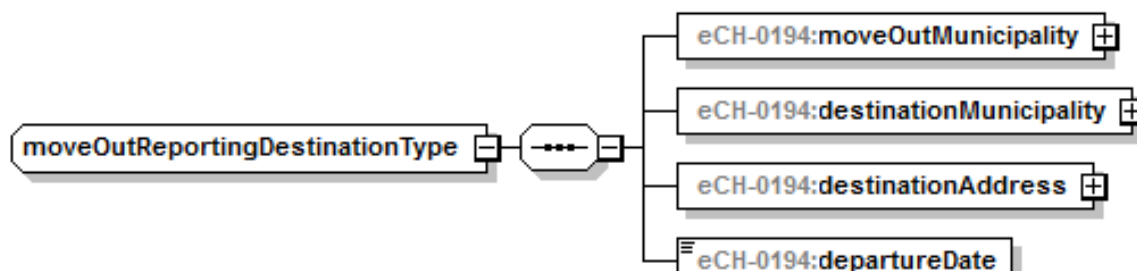 eCH-0194:moveOutMunicipality
eCH-0194:destinationMunicipality
moveOutReportingDestinationType
eCH-0194:destinationAddress
eCH-0194:departureDate